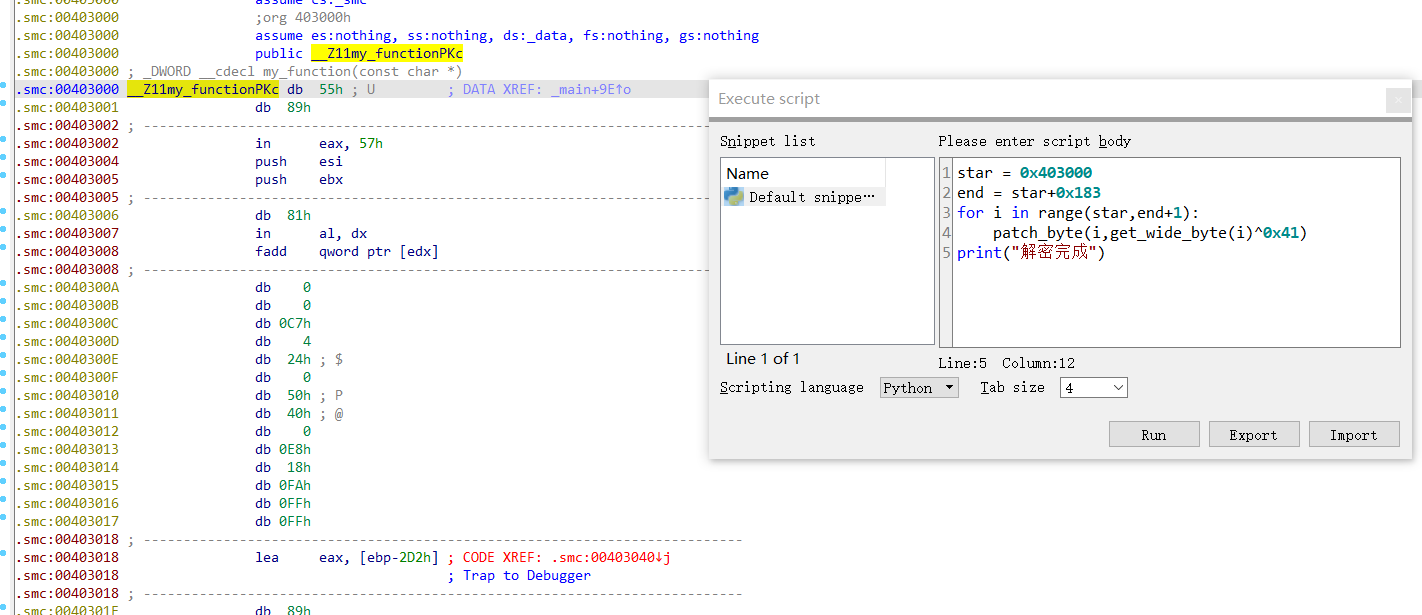 .smc:00403000 assume cs:_smc
.smc:00403000 ;org 403000h
.smc:00403000 assume es:nothing, ss:nothing, ds:_data, fs:nothing, gs:nothing
.smc:00403000 public __Z11my_functionPKc
.smc:00403000 ; _DWORD __cdecl my_function(const char *)
.smc:00403000 __Z11my_functionPKc db 55h ; U ; DATA XREF: _main+9E↑o
.smc:00403001 db 89h
.smc:00403002 ; ---------------------------------------------------------------------------
.smc:00403002 in eax, 57h
.smc:00403004 push esi
.smc:00403005 push ebx
.smc:00403005 ; ---------------------------------------------------------------------------
.smc:00403006 db 81h
.smc:00403007 in al, dx
.smc:00403008 fadd qword ptr [edx]
.smc:00403008 ; ---------------------------------------------------------------------------
.smc:0040300A db 0
.smc:0040300B db 0
.smc:0040300C db 0C7h
.smc:0040300D db 4
.smc:0040300E db 24h ; $
.smc:0040300F db 0
.smc:00403010 db 50h ; P
.smc:00403011 db 40h ; @
.smc:00403012 db 0
.smc:00403013 db 0E8h
.smc:00403014 db 18h
.smc:00403015 db 0FAh
.smc:00403016 db 0FFh
.smc:00403017 db 0FFh
.smc:00403018 ; ---------------------------------------------------------------------------
.smc:00403018 lea eax, [ebp-2D2h] ; CODE XREF: .smc:00403040↓j
.smc:00403018 ; Trap to Debugger
.smc:00403018 ; ---------------------------------------------------------------------------
.smc:0040301E db 89h
Execute script
Snippet list
Name
Default snippe…
Line 1 of 1
Please enter script body
1 star = 0x403000
2 end = star+0x183
3 for i in range(star,end+1):
4     patch_byte(i,get_wide_byte(i)^0x41)
5 print("解密完成")
Line:5 Column:12
Scripting language Python Tab size 4
Run Export Import